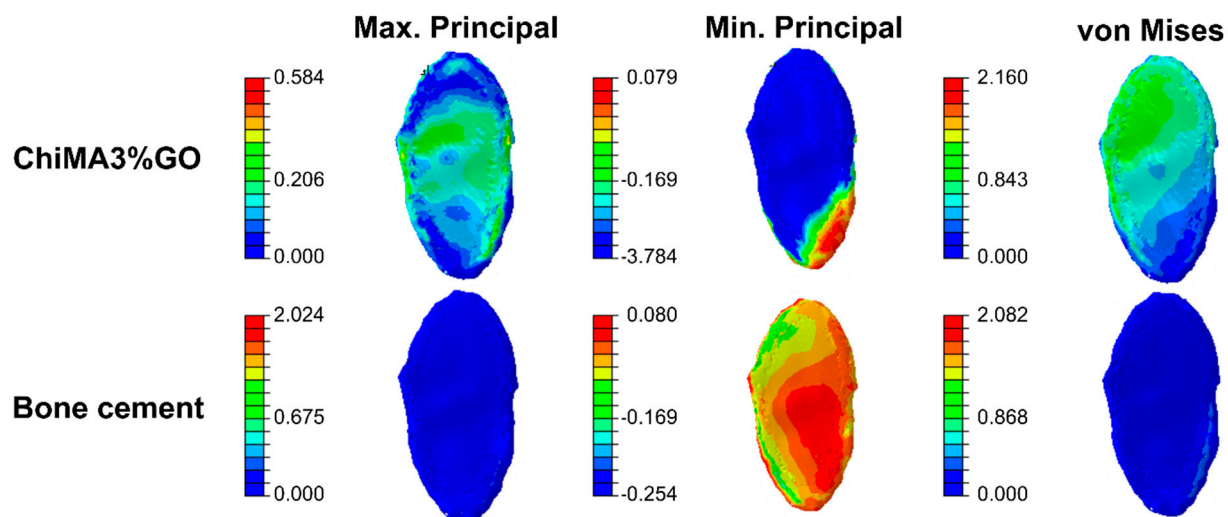 Max. Principal Min. Principal von Mises
0.584 0.079 2.160
ChiMA3%GO
0.206 -0.169 0.843
0.000 -3.784 0.000
2.024 0.080 2.082
Bone cement
0.675 -0.169 0.868
0.000 -0.254 0.000